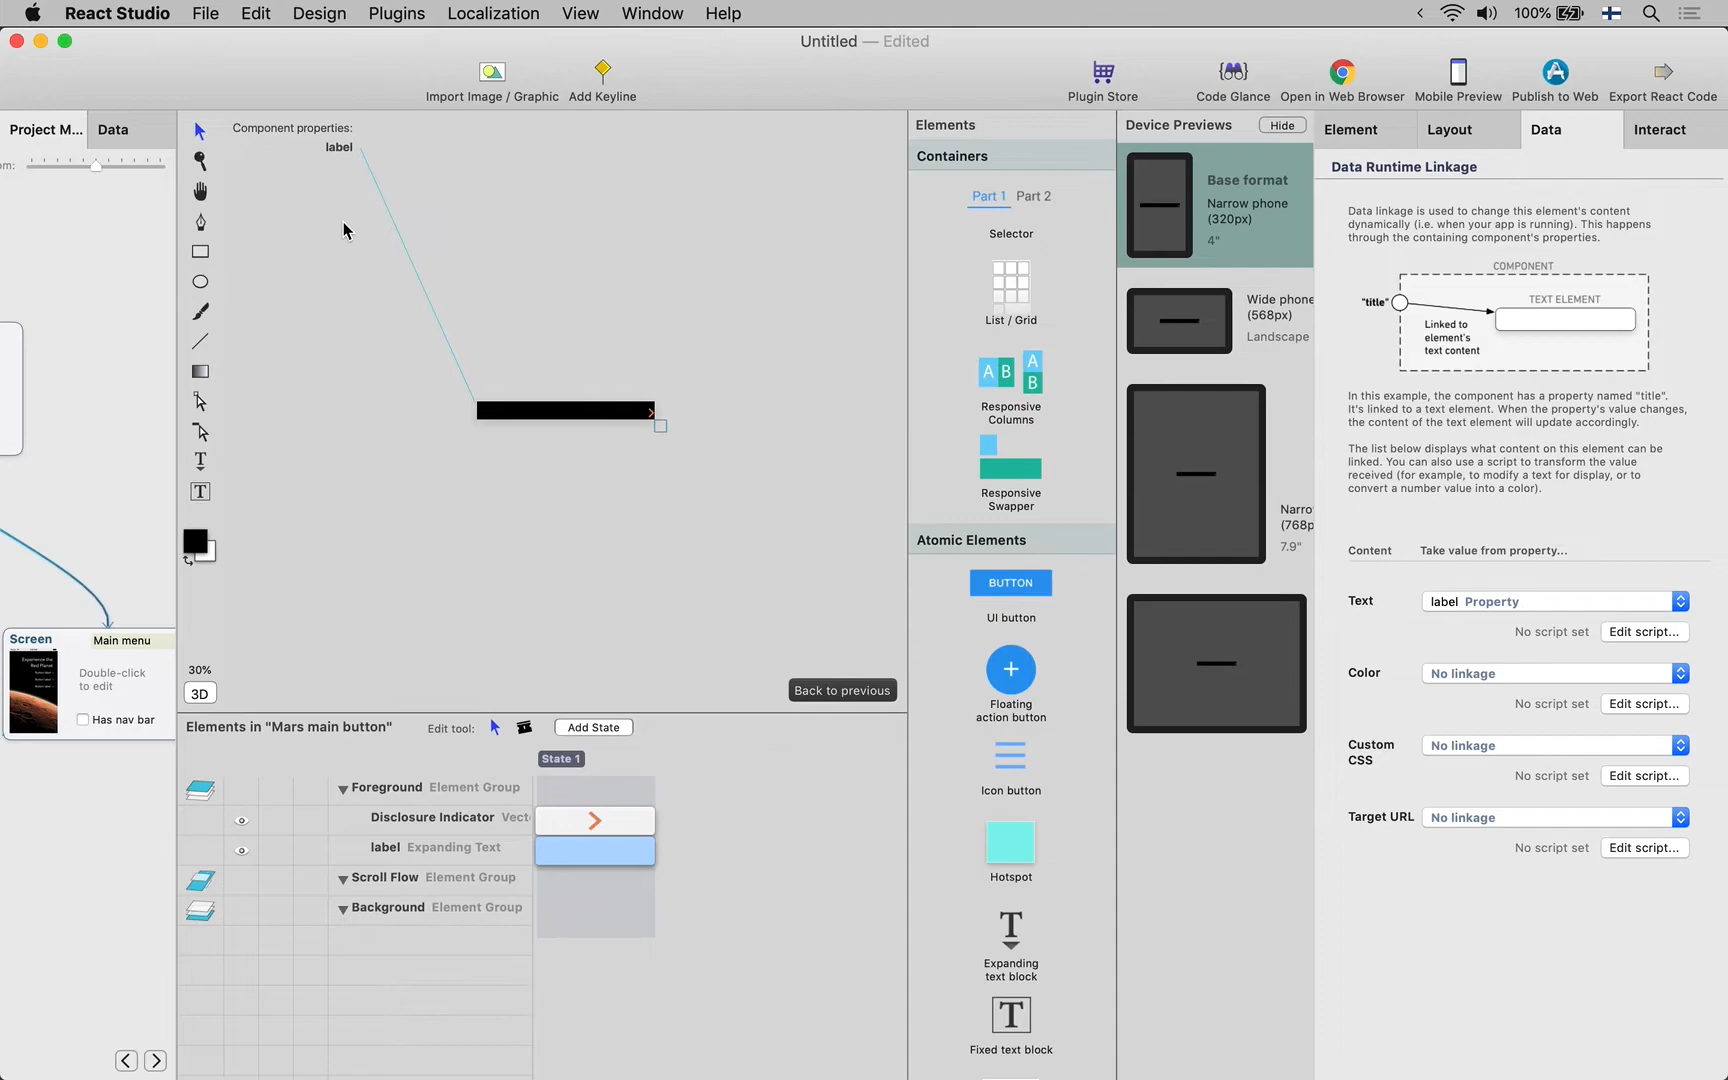 React Studio File Edit Design Plugins Localization View Window Help
100%
Untitled — Edited
Import Image / Graphic
Add Keyline
Plugin Store
Code Glance
Open in Web Browser
Mobile Preview
Publish to Web
Export React Code
Project M...
Data
om:
Screen
Main menu
Double-click
to edit
Has nav bar
Component properties:
label
30%
3D
Back to previous
Elements in "Mars main button"
Edit tool:
Add State
State 1
Foreground Element Group
Disclosure Indicator Vect
label Expanding Text
Scroll Flow Element Group
Background Element Group
Elements
Containers
Part 1 Part 2
Selector
List / Grid
A B
A
B
Responsive
Columns
Responsive
Swapper
Atomic Elements
BUTTON
UI button
Floating
action button
Icon button
Hotspot
T
Expanding
text block
T
Fixed text block
Device Previews
Hide
Base format
Narrow phone
(320px)
4"
Wide phone
(568px)
Landscape
Narro
(768p
7.9"
Element
Layout
Data
Interact
Data Runtime Linkage
Data linkage is used to change this element's content
dynamically (i.e. when your app is running). This happens
through the containing component's properties.
COMPONENT
"title"
TEXT ELEMENT
Linked to
element's
text content
In this example, the component has a property named "title".
It's linked to a text element. When the property's value changes,
the content of the text element will update accordingly.
The list below displays what content on this element can be
linked. You can also use a script to transform the value
received (for example, to modify a text for display, or to
convert a number value into a color).
Content
Take value from property...
Text
label Property
No script set
Edit script...
Color
No linkage
No script set
Edit script...
Custom
CSS
No linkage
No script set
Edit script...
Target URL
No linkage
No script set
Edit script...